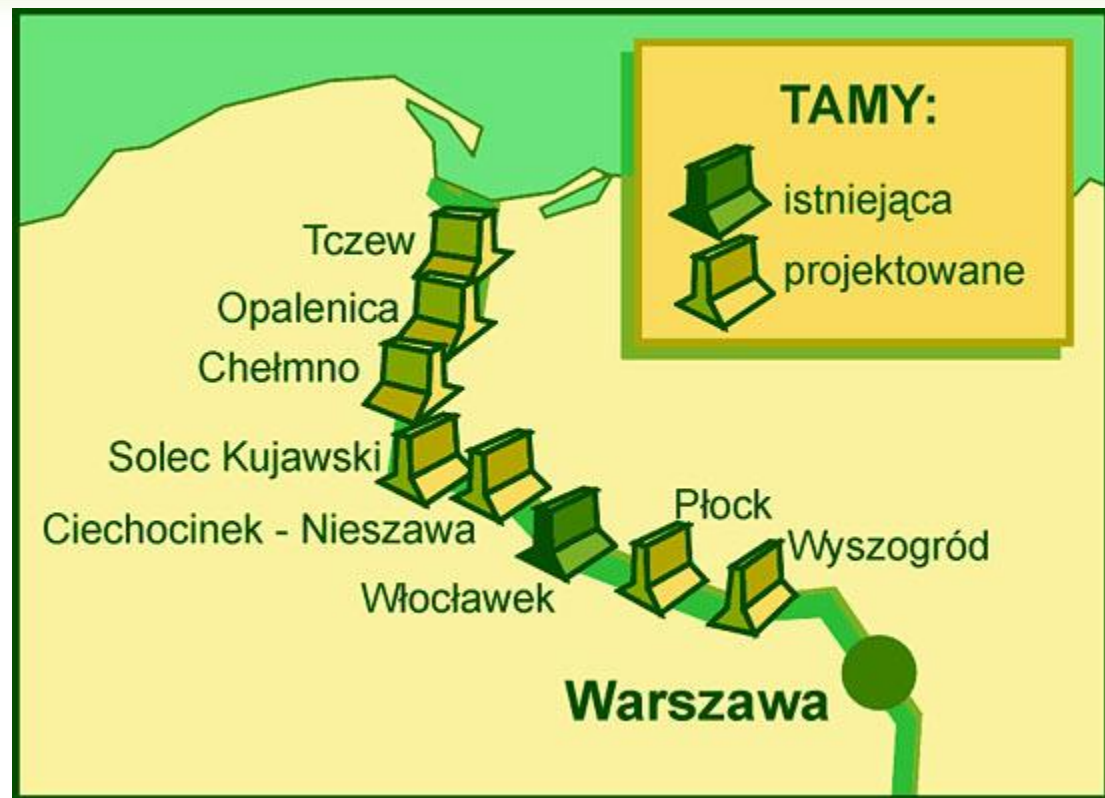 TAMY:
istniejąca
projektowane
Tczew
Opalenica
Chełmno
Solec Kujawski
Ciechocinek - Nieszawa
Włocławek
Płock
Wyszogród
Warszawa